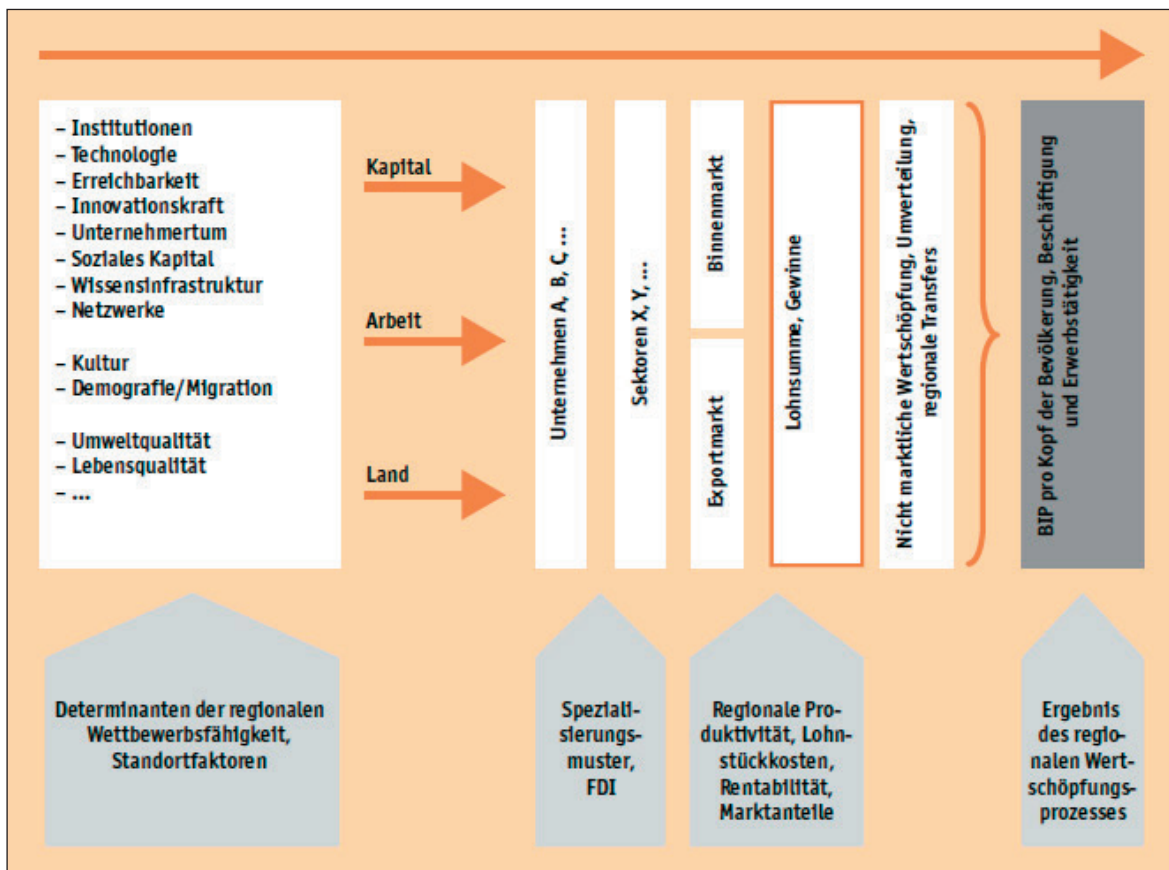 – Institutionen
– Technologie
– Erreichbarkeit
– Innovationskraft
– Unternehmertum
– Soziales Kapital
– Wissensinfrastruktur
– Netzwerke
– Kultur
– Demografie/Migration
– Umweltqualität
– Lebensqualität
– ...
Kapital
Arbeit
Land
Unternehmen A, B, C, ...
Sektoren X, Y, ...
Binnenmarkt
Exportmarkt
Lohnsumme, Gewinne
Nicht marktliche Wertschöpfung, Umverteilung,
regionale Transfers
BIP pro Kopf der Bevölkerung, Beschäftigung
und Erwerbstätigkeit
Determinanten der regionalen
Wettbewerbsfähigkeit,
Standortfaktoren
Speziali-
sierungs-
muster,
FDI
Regionale Pro-
duktivität, Lohn-
stückkosten,
Rentabilität,
Marktanteile
Ergebnis
des regio-
nalen Wert-
schöpfungs-
prozesses